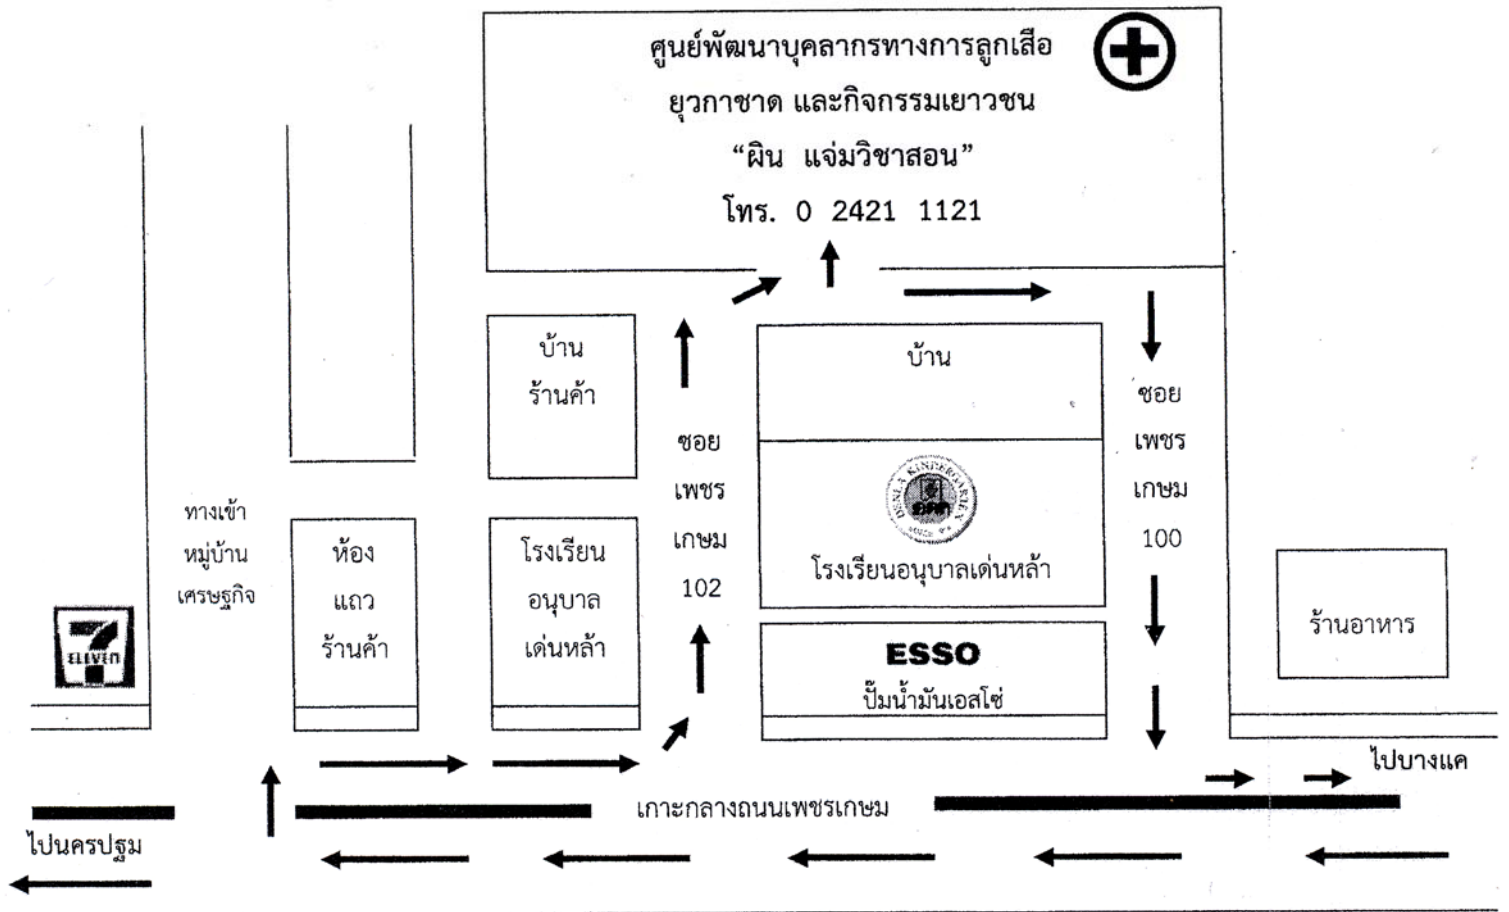 ศูนย์พัฒนาบุคลากรทางการลูกเสือ
ยุวกาชาด และกิจกรรมเยาวชน
“ผิน แจ่มวิชาสอน”
โทร. 0 2421 1121
บ้าน
ร้านค้า
ซอย
เพชร
เกษม
102
บ้าน
DENLA KINDERGARTEN
โรงเรียนอนุบาลเด่นหล้า
ซอย
เพชร
เกษม
100
ทางเข้า
หมู่บ้าน
เศรษฐกิจ
7
ELEVEn
ห้อง
แถว
ร้านค้า
โรงเรียน
อนุบาล
เด่นหล้า
ESSO
ปั๊มน้ำมันเอสโซ่
ร้านอาหาร
ไปบางแค
เกาะกลางถนนเพชรเกษม
ไปนครปฐม